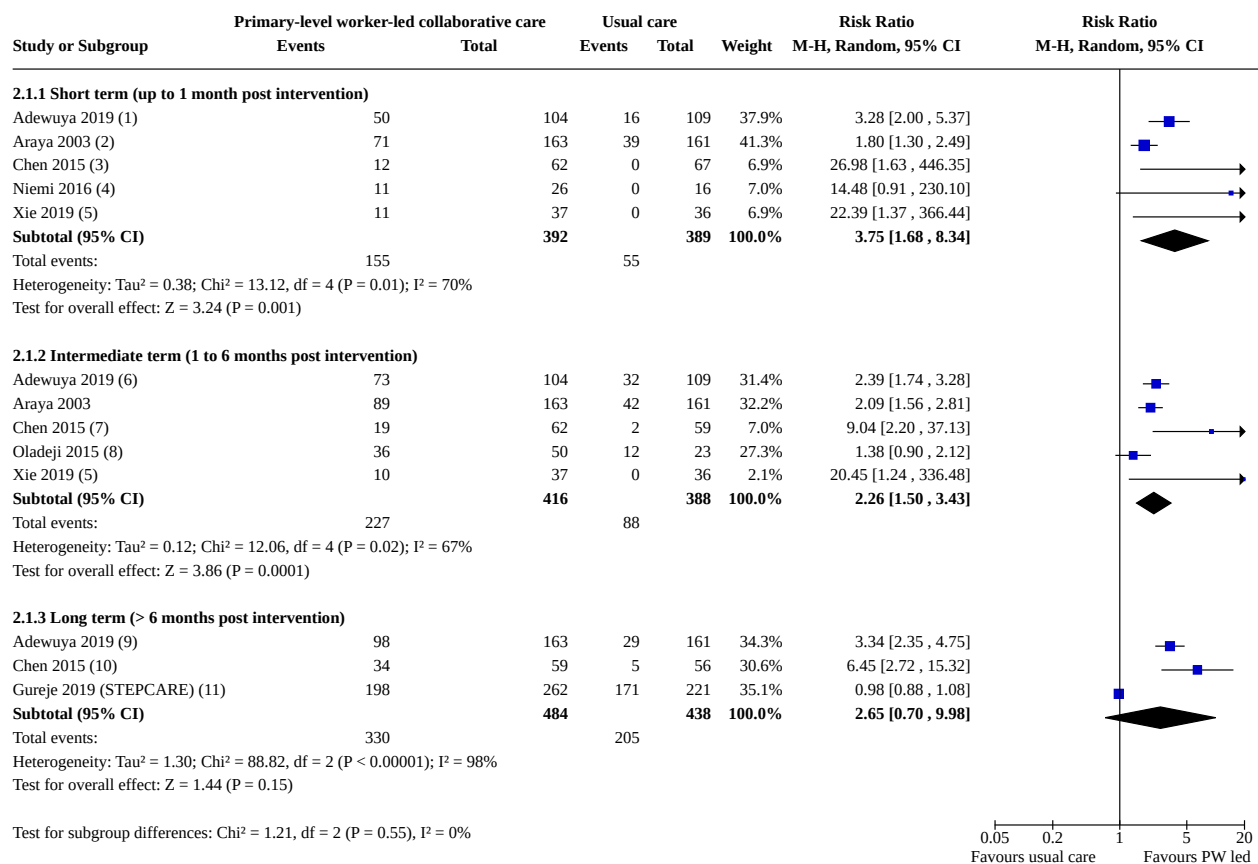 Primary-level worker-led collaborative care Usual care Risk Ratio Risk Ratio
Study or Subgroup Events Total Events Total Weight M-H, Random, 95% CI M-H, Random, 95% CI
2.1.1 Short term (up to 1 month post intervention)
Adewuya 2019 (1) 50 104 16 109 37.9% 3.28 [2.00 , 5.37]
Araya 2003 (2) 71 163 39 161 41.3% 1.80 [1.30 , 2.49]
Chen 2015 (3) 12 62 0 67 6.9% 26.98 [1.63 , 446.35]
Niemi 2016 (4) 11 26 0 16 7.0% 14.48 [0.91 , 230.10]
Xie 2019 (5) 11 37 0 36 6.9% 22.39 [1.37 , 366.44]
Subtotal (95% CI) 392 389 100.0% 3.75 [1.68 , 8.34]
Total events: 155 55
Heterogeneity: Tau² = 0.38; Chi² = 13.12, df = 4 (P = 0.01); I² = 70%
Test for overall effect: Z = 3.24 (P = 0.001)
2.1.2 Intermediate term (1 to 6 months post intervention)
Adewuya 2019 (6) 73 104 32 109 31.4% 2.39 [1.74 , 3.28]
Araya 2003 89 163 42 161 32.2% 2.09 [1.56 , 2.81]
Chen 2015 (7) 19 62 2 59 7.0% 9.04 [2.20 , 37.13]
Oladeji 2015 (8) 36 50 12 23 27.3% 1.38 [0.90 , 2.12]
Xie 2019 (5) 10 37 0 36 2.1% 20.45 [1.24 , 336.48]
Subtotal (95% CI) 416 388 100.0% 2.26 [1.50 , 3.43]
Total events: 227 88
Heterogeneity: Tau² = 0.12; Chi² = 12.06, df = 4 (P = 0.02); I² = 67%
Test for overall effect: Z = 3.86 (P = 0.0001)
2.1.3 Long term (> 6 months post intervention)
Adewuya 2019 (9) 98 163 29 161 34.3% 3.34 [2.35 , 4.75]
Chen 2015 (10) 34 59 5 56 30.6% 6.45 [2.72 , 15.32]
Gureje 2019 (STEPCARE) (11) 198 262 171 221 35.1% 0.98 [0.88 , 1.08]
Subtotal (95% CI) 484 438 100.0% 2.65 [0.70 , 9.98]
Total events: 330 205
Heterogeneity: Tau² = 1.30; Chi² = 88.82, df = 2 (P < 0.00001); I² = 98%
Test for overall effect: Z = 1.44 (P = 0.15)
Test for subgroup differences: Chi² = 1.21, df = 2 (P = 0.55), I² = 0%
0.05 0.2 1 5 20
Favours usual care Favours PW led